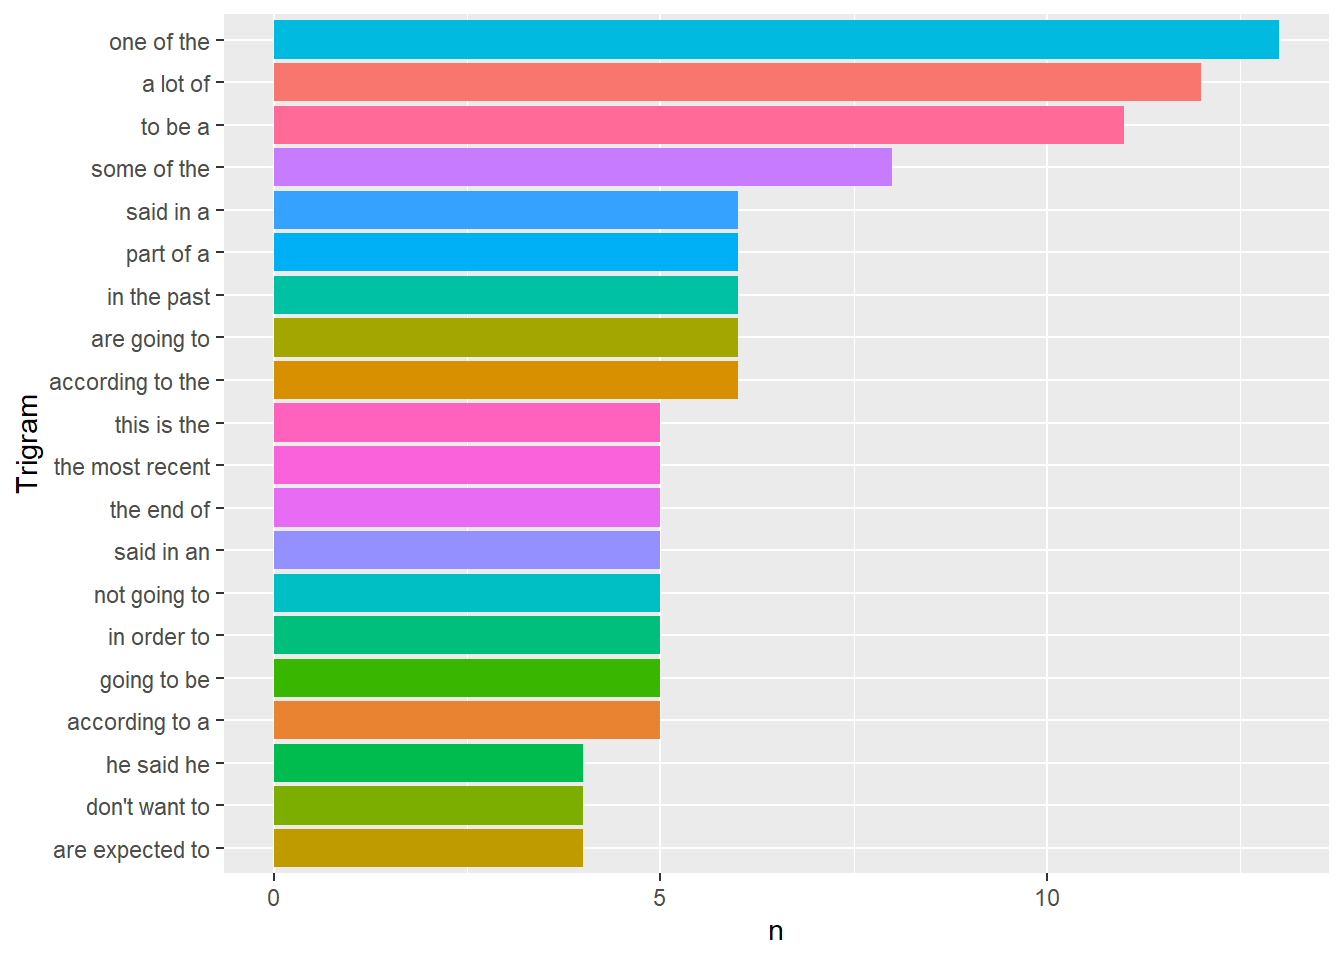 one of the
a lot of
to be a
some of the
said in a
part of a
in the past
are going to
according to the
this is the
the most recent
the end of
said in an
not going to
in order to
going to be
according to a
he said he
don't want to
are expected to
Trigram
0 5 10
n